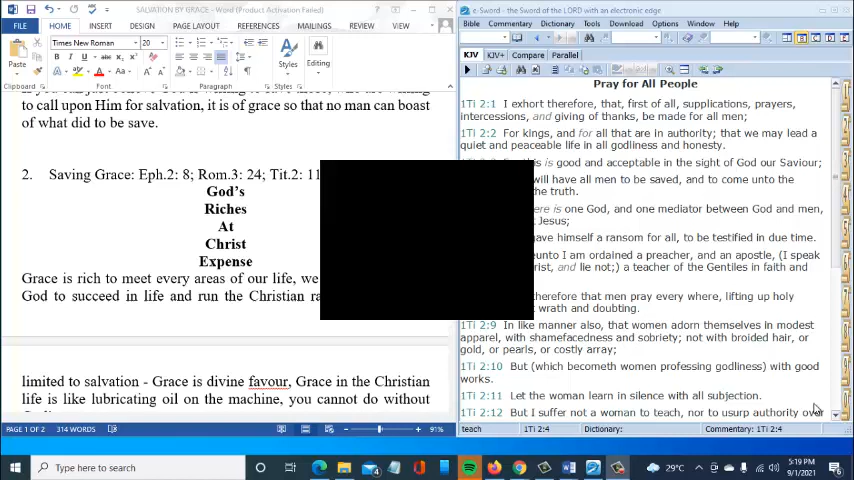 SALVATION BY GRACE - Word (Product Activation Failed)
FILE HOME INSERT DESIGN PAGE LAYOUT REFERENCES MAILINGS REVIEW VIEW
Times New Roman 20
Paste
Styles Editing
Clipboard Font Paragraph Styles
to call upon Him for salvation, it is of grace so that no man can boast
of what did to be save.
2. Saving Grace: Eph.2: 8; Rom.3: 24; Tit.2: 11
God's
Riches
At
Christ
Expense
Grace is rich to meet every areas of our life, we
God to succeed in life and run the Christian
limited to salvation - Grace is divine favour, Grace in the Christian
life is like lubricating oil on the machine, you cannot do without
PAGE 1 OF 2 314 WORDS 91%
e-Sword - the Sword of the LORD with an electronic edge
Bible Commentary Dictionary Tools Download Options Window Help
KJV KJV+ Compare Parallel
Pray for All People
1Ti 2:1 I exhort therefore, that, first of all, supplications, prayers,
intercessions, and giving of thanks, be made for all men;
1Ti 2:2 For kings, and for all that are in authority; that we may lead a
quiet and peaceable life in all godliness and honesty.
is good and acceptable in the sight of God our Saviour;
will have all men to be saved, and to come unto the
the truth.
is one God, and one mediator between God and men,
Jesus;
gave himself a ransom for all, to be testified in due time.
I am ordained a preacher, and an apostle, (I speak
and lie not;) a teacher of the Gentiles in faith and
therefore that men pray every where, lifting up holy
wrath and doubting.
1Ti 2:9 In like manner also, that women adorn themselves in modest
apparel, with shamefacedness and sobriety; not with broided hair, or
gold, or pearls, or costly array;
1Ti 2:10 But (which becometh women professing godliness) with good
works.
1Ti 2:11 Let the woman learn in silence with all subjection.
1Ti 2:12 But I suffer not a woman to teach, nor to usurp authority over
teach 1Ti 2:4 Dictionary: Commentary: 1Ti 2:4
Type here to search
29°C
5:19 PM
9/1/2021